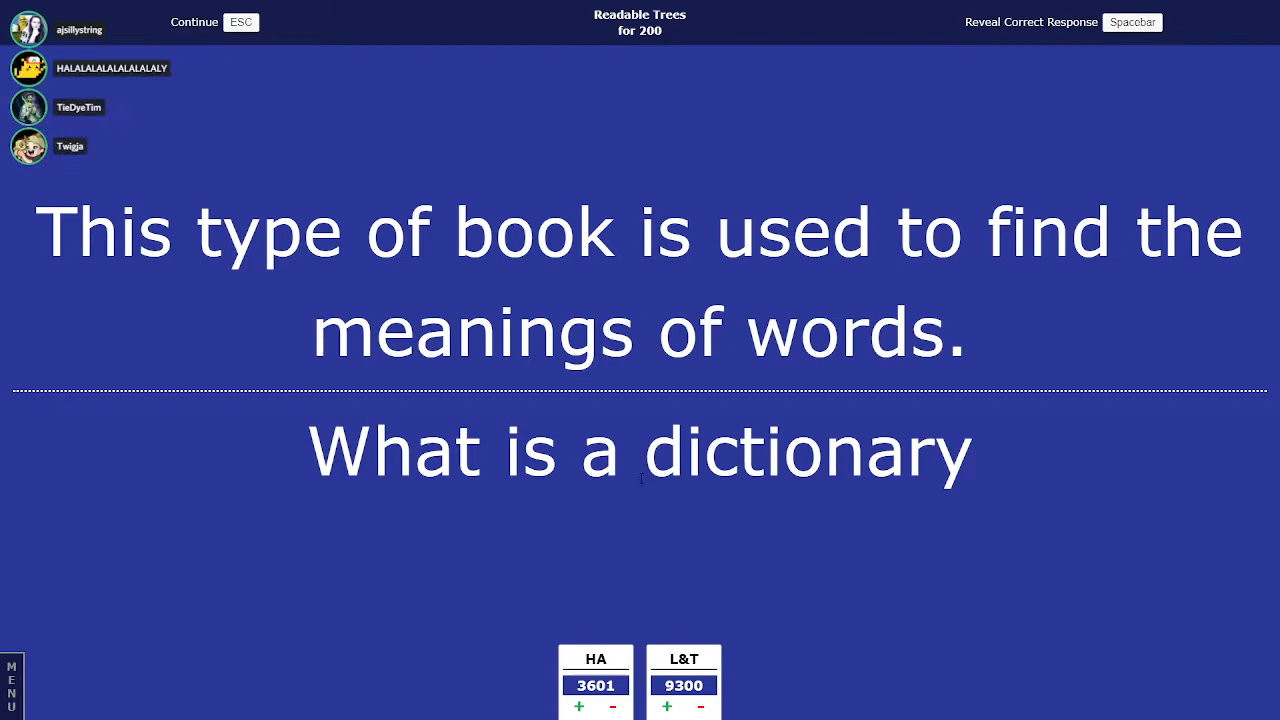 Continue ESC
Readable Trees
for 200
Reveal Correct Response Spacebar
ajsillystring
HALALALALALALALALY
TieDyeTim
Twigja
This type of book is used to find the
meanings of words.
What is a dictionary
MENU
HA
3601
+ -
L&T
9300
+ -